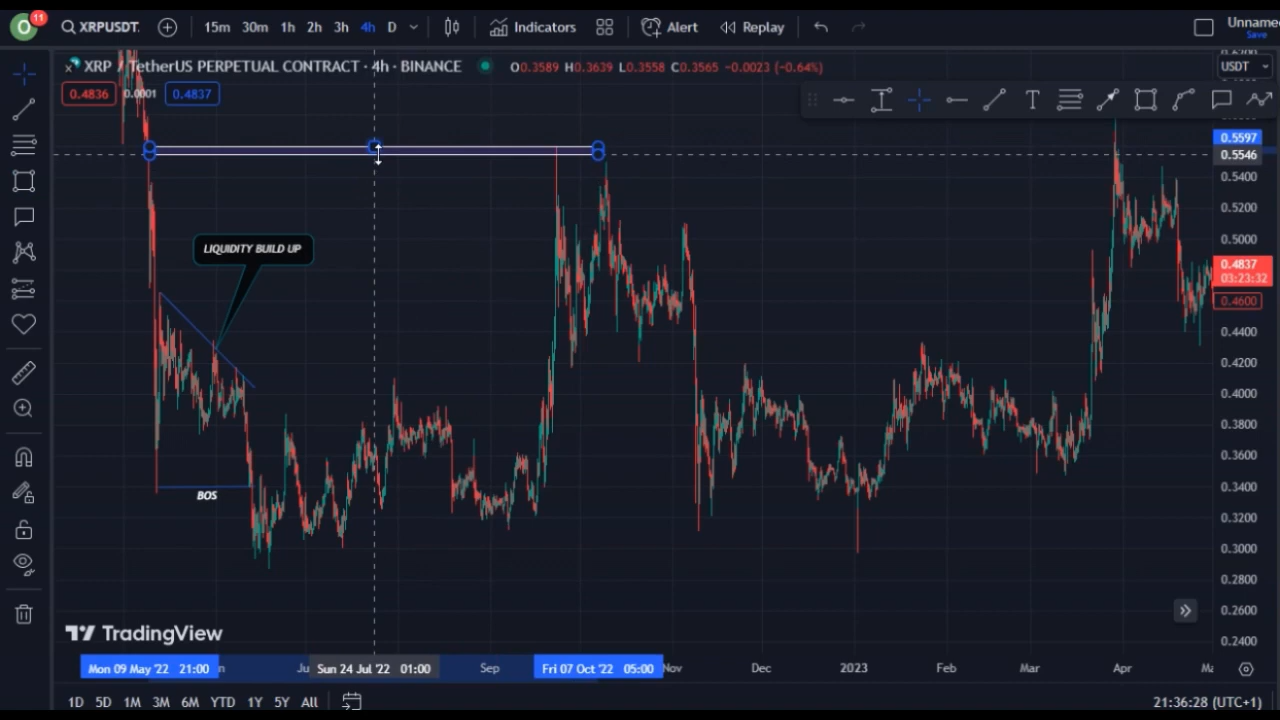 11
XRPUSDT.
15m 30m 1h 2h 3h 4h D
Indicators
Alert
Replay
Unname
Save
XRP / TetherUS PERPETUAL CONTRACT · 4h · BINANCE
O0.3589 H0.3639 L0.3558 C0.3565 -0.0023 (-0.64%)
USDT
0.4836 0.0001 0.4837
0.5597
0.5546
0.5400
0.5200
0.5000
0.4837
03:23:32
0.4600
0.4400
0.4200
0.4000
0.3800
0.3600
0.3400
0.3200
0.3000
0.2800
0.2600
0.2400
LIQUIDITY BUILD UP
BOS
TradingView
Mon 09 May '22 21:00
Sun 24 Jul '22 01:00
Sep
Fri 07 Oct '22 05:00
Nov
Dec
2023
Feb
Mar
Apr
1D 5D 1M 3M 6M YTD 1Y 5Y All
21:36:28 (UTC+1)